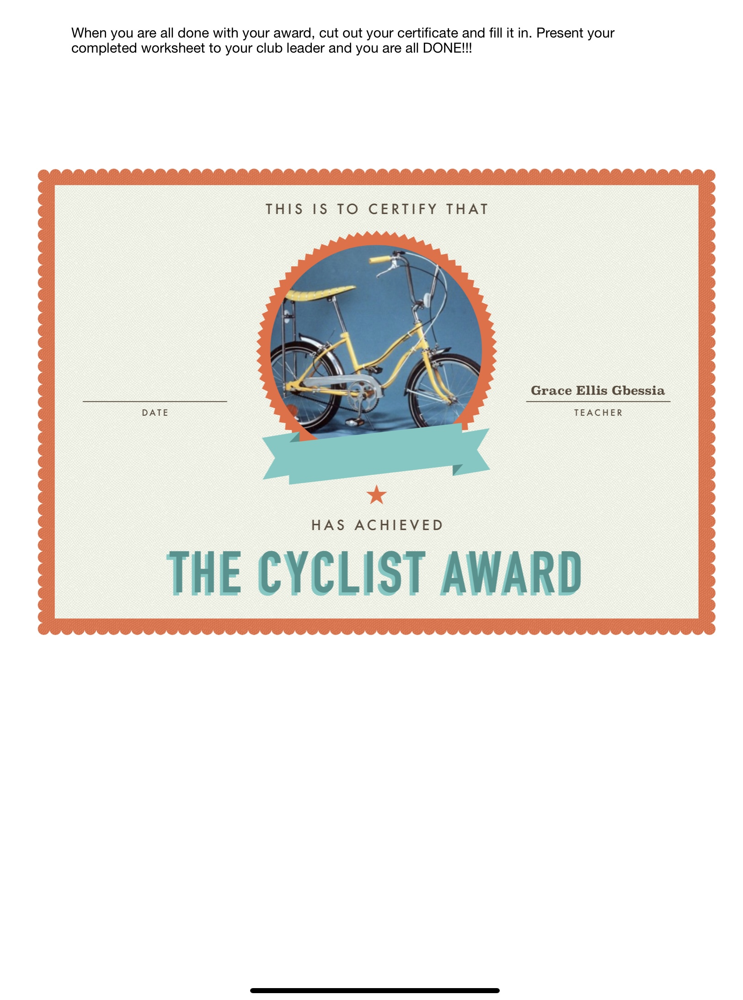 When you are all done with your award, cut out your certificate and fill it in. Present your
completed worksheet to your club leader and you are all DONE!!!
THIS IS TO CERTIFY THAT
Grace Ellis Gbessia
DATE
TEACHER
HAS ACHIEVED
THE CYCLIST AWARD